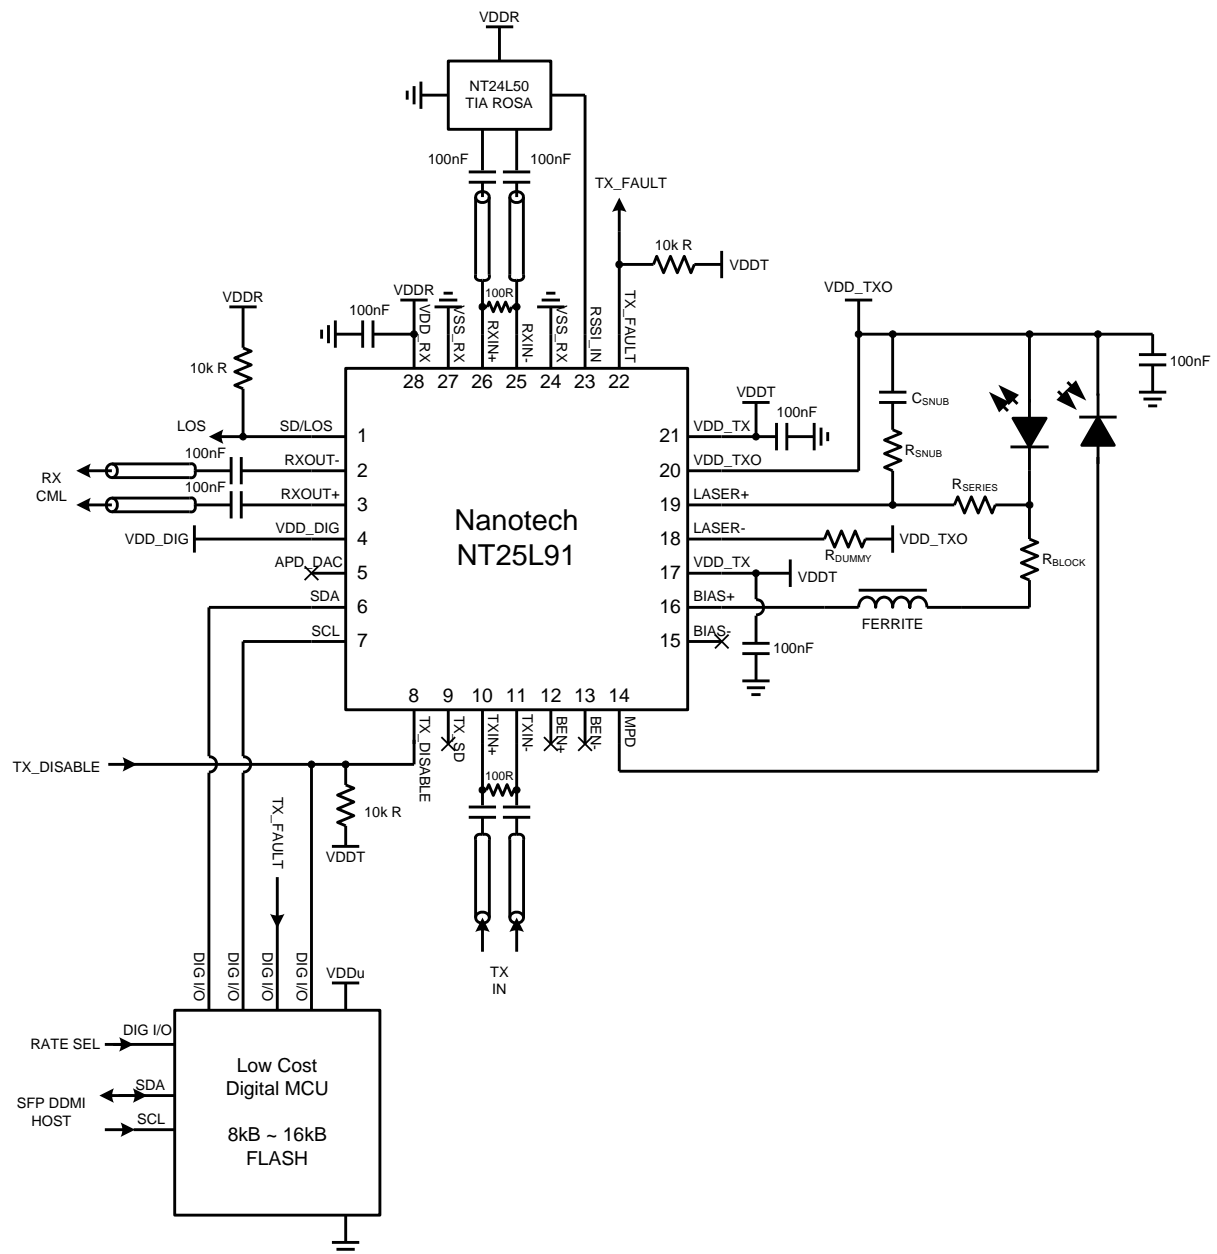 VDDR
NT24L50
TIA ROSA
100nF
100nF
TX_FAULT
10k R
VDDT
VDDR
100nF
VDDR
VDD_RX
VSS_RX
RXIN+
100R
RXIN-
VSS_RX
RSSI_IN
TX_FAULT
VDD_TXO
10k R
28
27
26
25
24
23
22
100nF
CSNUB
RSNUB
LOS
SD/LOS
1
RX
CML
100nF
RXOUT-
2
100nF
RXOUT+
3
VDD_DIG
VDD_DIG
4
APD_DAC
5
SDA
6
SCL
7
Nanotech
NT25L91
21
VDD_TX
VDDT
100nF
20
VDD_TXO
19
LASER+
RSERIES
18
LASER-
RDUMMY
VDD_TXO
17
VDD_TX
VDDT
RBLOCK
16
BIAS+
FERRITE
15
BIAS-
100nF
8
9
10
11
12
13
14
TX_DISABLE
TX_SD
TXIN+
TXIN-
BEN+
BEN-
MPD
100R
TX_DISABLE
TX_FAULT
10k R
VDDT
TX
IN
DIG I/O
DIG I/O
DIG I/O
DIG I/O
VDDu
RATE SEL
DIG I/O
SFP DDMI
HOST
SDA
SCL
Low Cost
Digital MCU
8kB ~ 16kB
FLASH